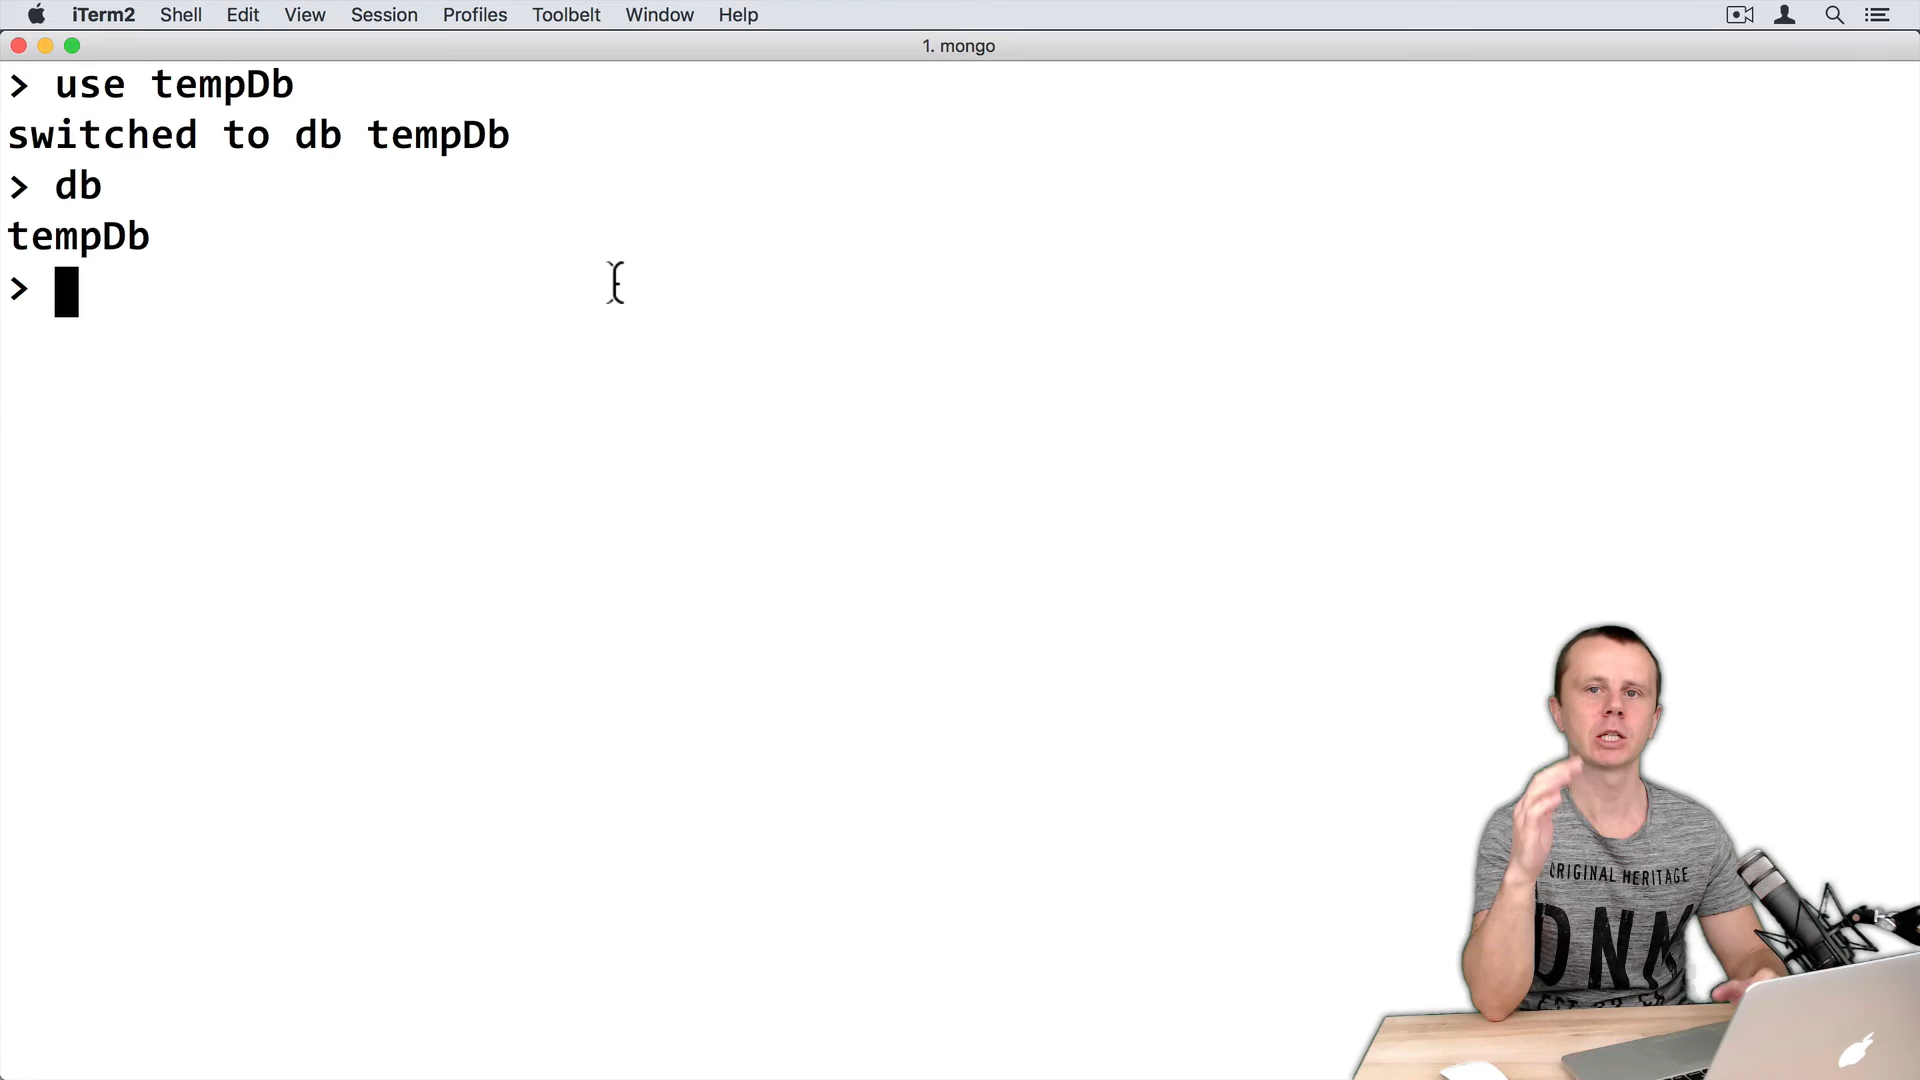 iTerm2 Shell Edit View Session Profiles Toolbelt Window Help
1. mongo
> use tempDb
switched to db tempDb
> db
tempDb
>
ORIGINAL HERITAGE